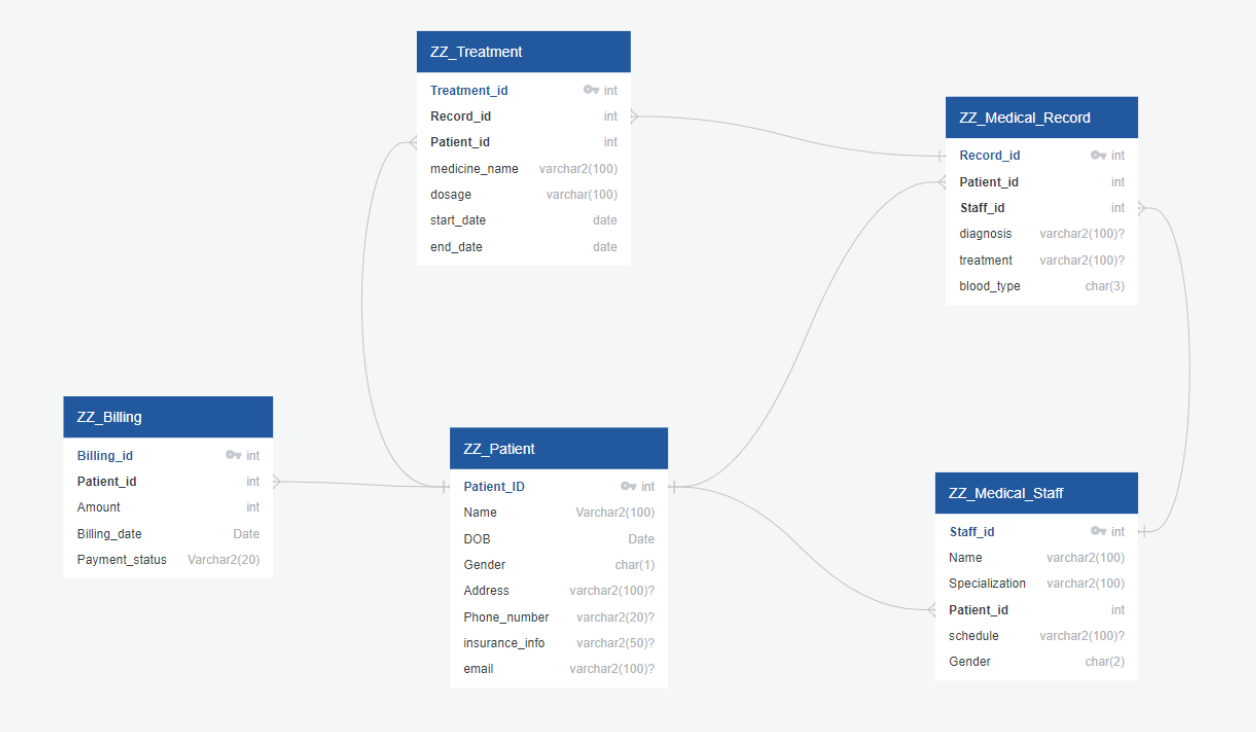 ZZ_Treatment
Treatment_id int
Record_id int
Patient_id int
medicine_name varchar2(100)
dosage varchar(100)
start_date date
end_date date
ZZ_Medical_Record
Record_id int
Patient_id int
Staff_id int
diagnosis varchar2(100)?
treatment varchar2(100)?
blood_type char(3)
ZZ_Billing
Billing_id int
Patient_id int
Amount int
Billing_date Date
Payment_status Varchar2(20)
ZZ_Patient
Patient_ID int
Name Varchar2(100)
DOB Date
Gender char(1)
Address varchar2(100)?
Phone_number varchar2(20)?
insurance_info varchar2(50)?
email varchar2(100)?
ZZ_Medical_Staff
Staff_id int
Name varchar2(100)
Specialization varchar2(100)
Patient_id int
schedule varchar2(100)?
Gender char(2)